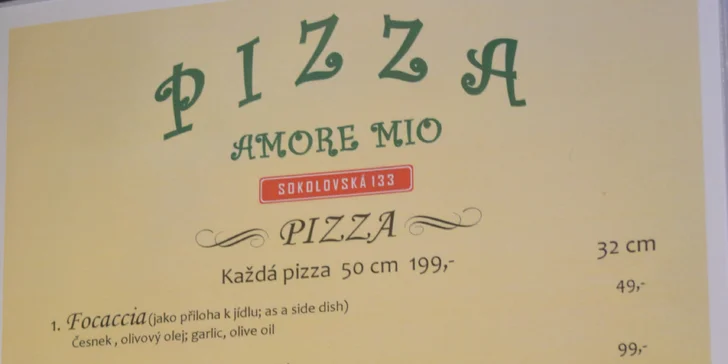 PIZZA
AMORE MIO
SOKOLOVSKÁ 133
PIZZA
Každá pizza 50 cm 199,-
32 cm
1. Focaccia (jako příloha k jídlu; as a side dish) 49,-
Česnek , olivový olej; garlic, olive oil
99,-